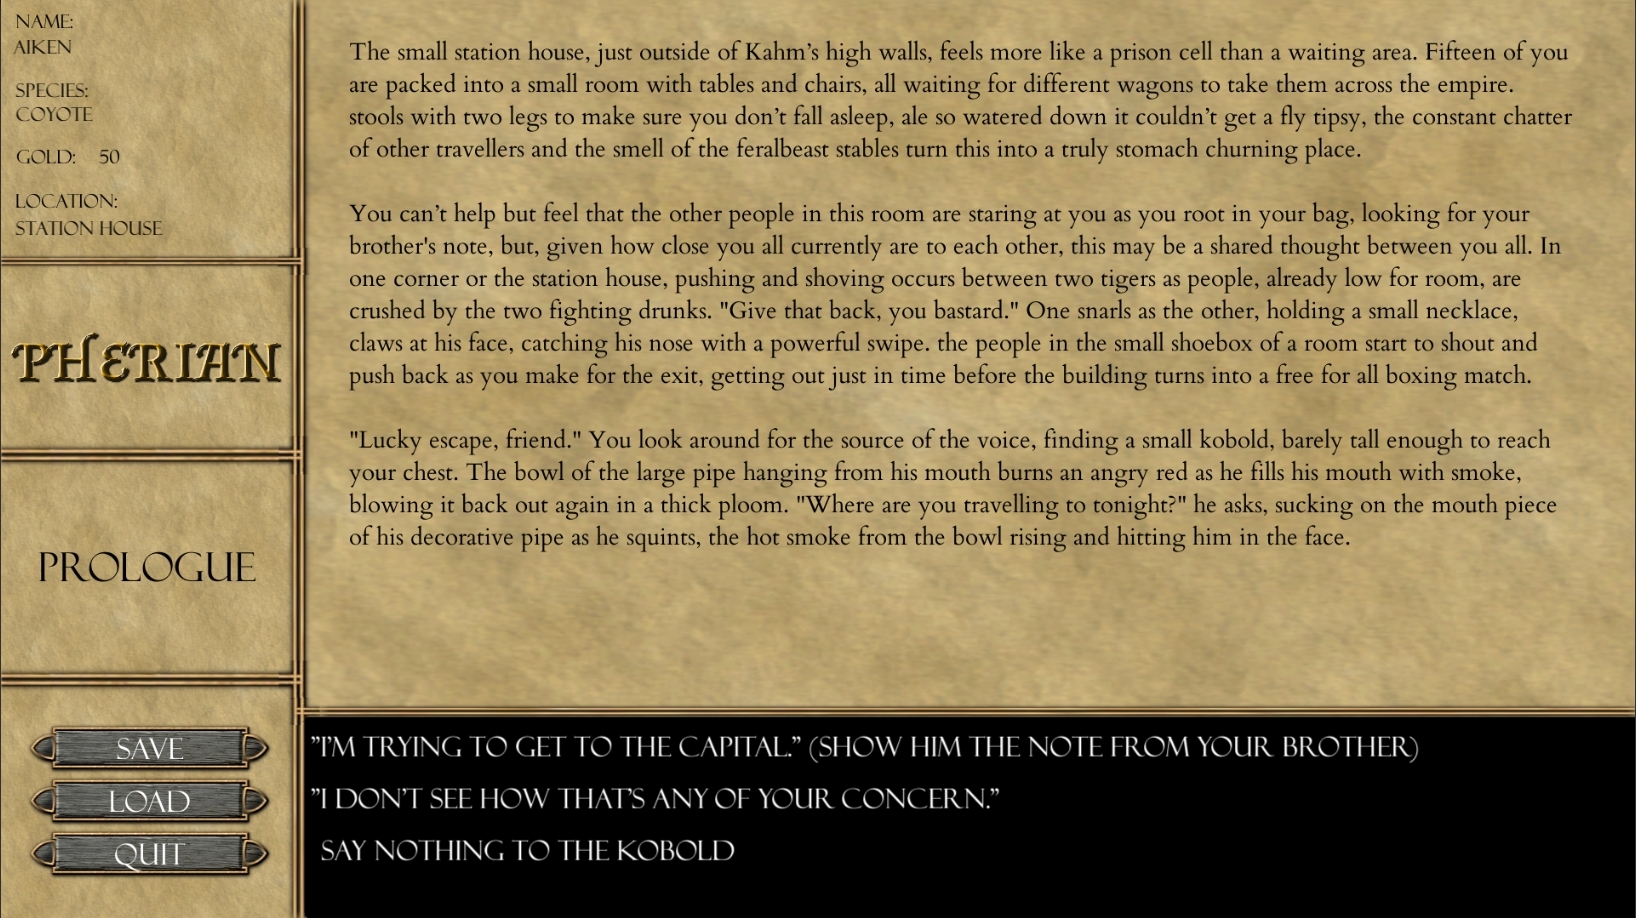 NAME:
AIKEN
SPECIES:
COYOTE
GOLD: 50
LOCATION:
STATION HOUSE
PHERIAN
PROLOGUE
SAVE
LOAD
QUIT
The small station house, just outside of Kahm’s high walls, feels more like a prison cell than a waiting area. Fifteen of you
are packed into a small room with tables and chairs, all waiting for different wagons to take them across the empire.
stools with two legs to make sure you don’t fall asleep, ale so watered down it couldn’t get a fly tipsy, the constant chatter
of other travellers and the smell of the feralbeast stables turn this into a truly stomach churning place.
You can’t help but feel that the other people in this room are staring at you as you root in your bag, looking for your
brother's note, but, given how close you all currently are to each other, this may be a shared thought between you all. In
one corner or the station house, pushing and shoving occurs between two tigers as people, already low for room, are
crushed by the two fighting drunks. "Give that back, you bastard." One snarls as the other, holding a small necklace,
claws at his face, catching his nose with a powerful swipe. the people in the small shoebox of a room start to shout and
push back as you make for the exit, getting out just in time before the building turns into a free for all boxing match.
"Lucky escape, friend." You look around for the source of the voice, finding a small kobold, barely tall enough to reach
your chest. The bowl of the large pipe hanging from his mouth burns an angry red as he fills his mouth with smoke,
blowing it back out again in a thick ploom. "Where are you travelling to tonight?" he asks, sucking on the mouth piece
of his decorative pipe as he squints, the hot smoke from the bowl rising and hitting him in the face.
”I’M TRYING TO GET TO THE CAPITAL.” (SHOW HIM THE NOTE FROM YOUR BROTHER)
”I DON’T SEE HOW THAT’S ANY OF YOUR CONCERN.”
SAY NOTHING TO THE KOBOLD